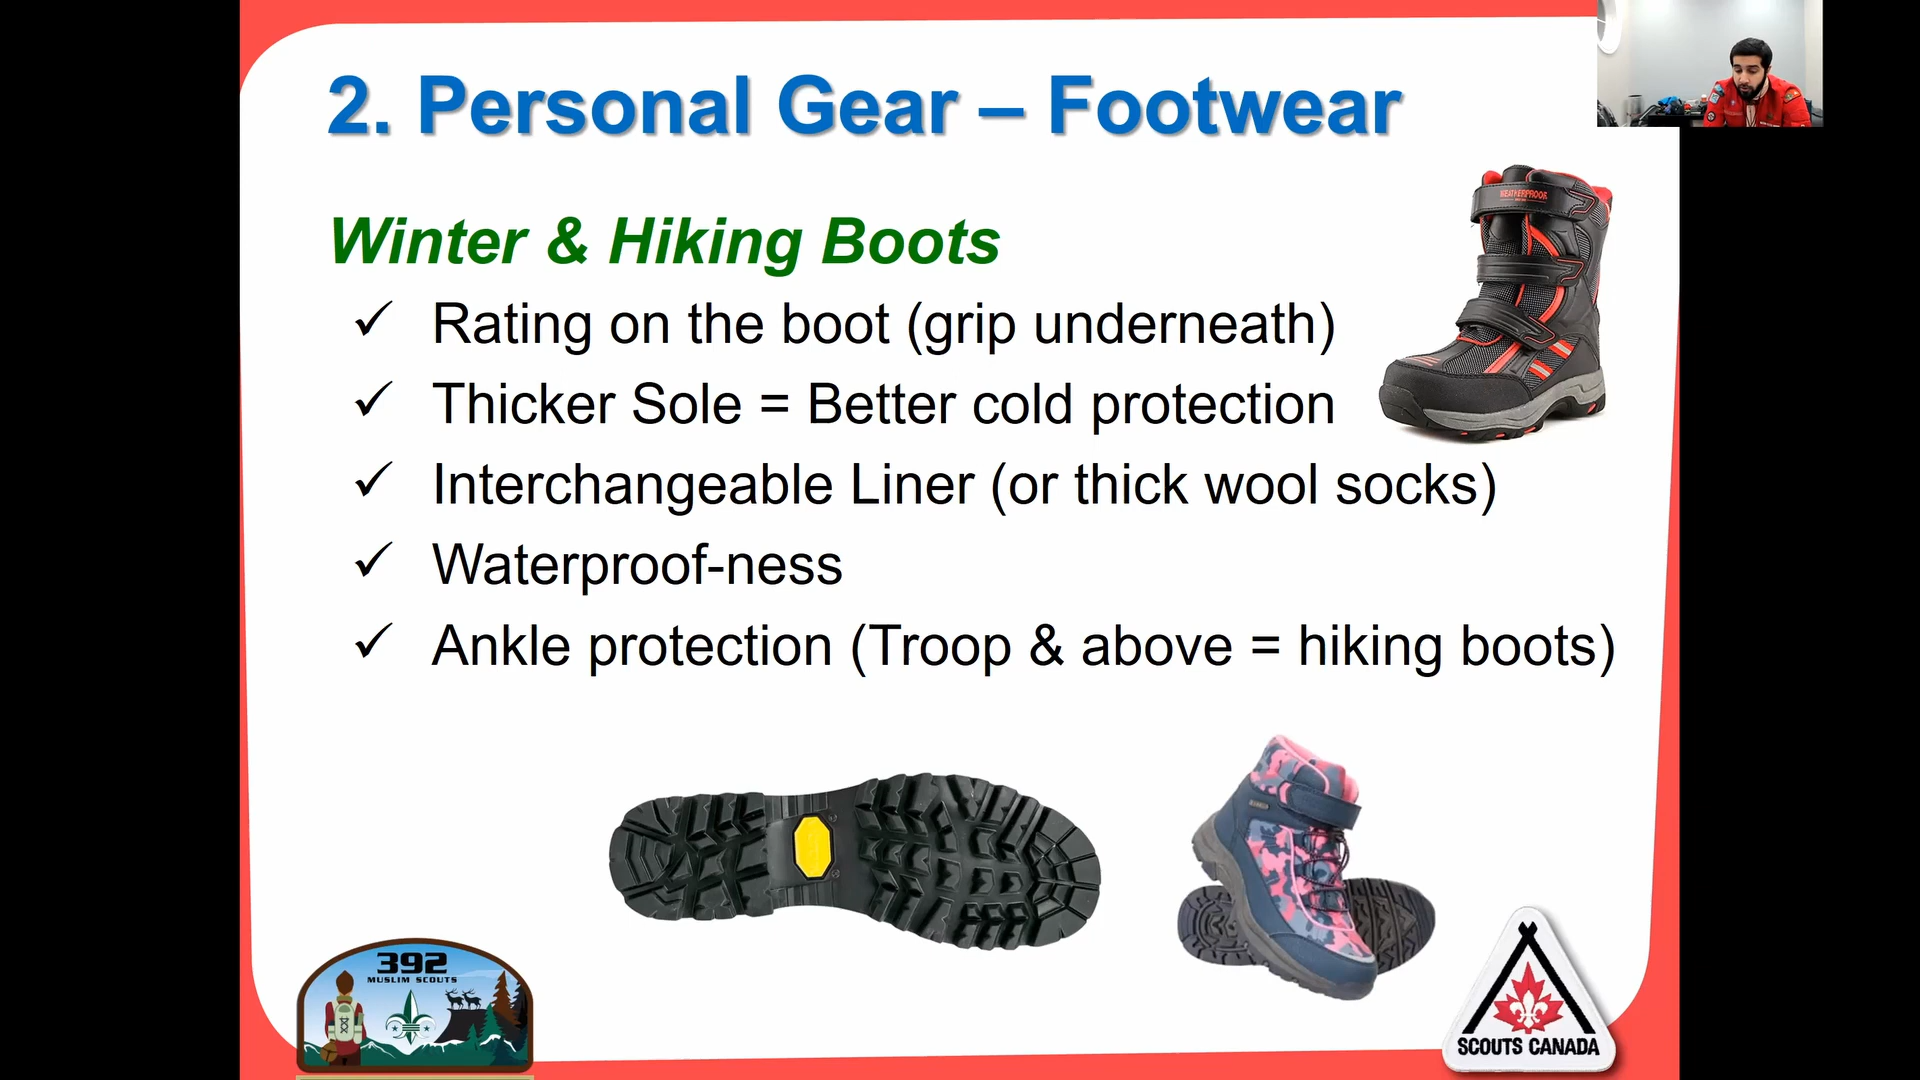 2. Personal Gear – Footwear
WEATHERPROOF
Winter & Hiking Boots
✓ Rating on the boot (grip underneath)
✓ Thicker Sole = Better cold protection
✓ Interchangeable Liner (or thick wool socks)
✓ Waterproof-ness
✓ Ankle protection (Troop & above = hiking boots)
392
MUSLIM SCOUTS
SCOUTS CANADA